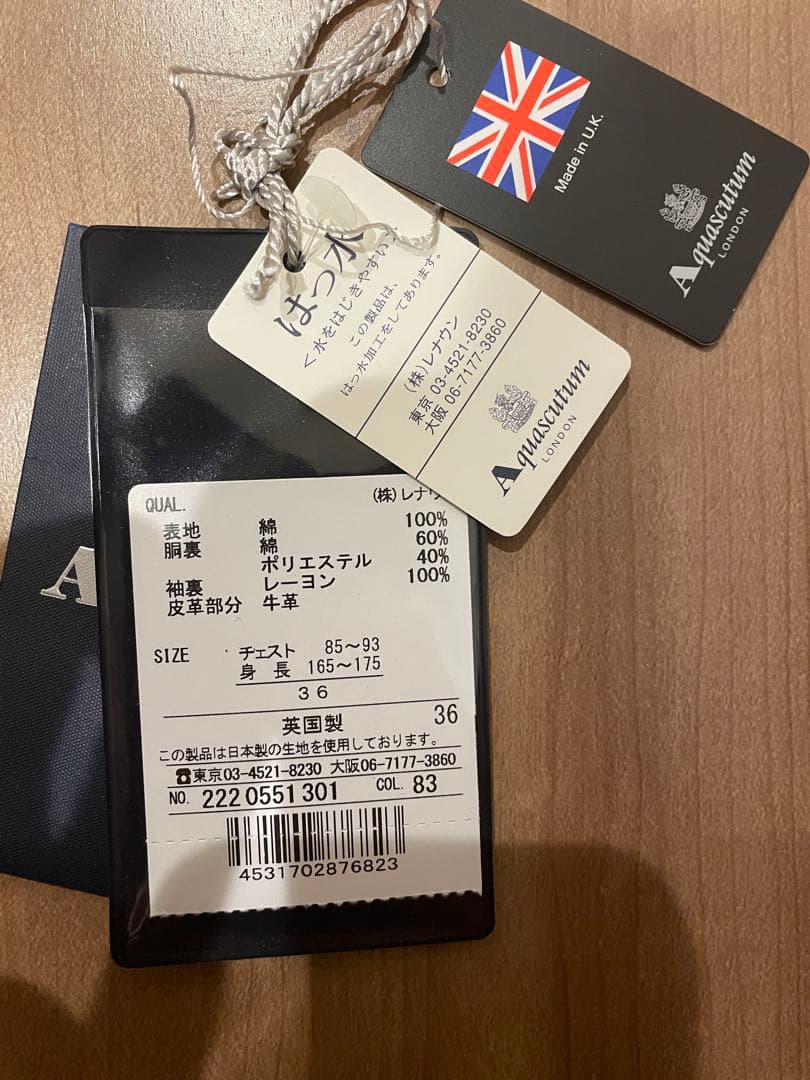 Made in U.K.
Aquascutum
LONDON
はっ水
<水をはじきやすい>
この製品は、
はっ水加工をしてあります。
(株)レナウン
東京 03-4521-8230
大阪 06-7177-3860
Aquascutum
LONDON
A
QUAL. (株)レナウ
表地 綿 100%
胴裏 綿 60%
ポリエステル 40%
袖裏 レーヨン 100%
皮革部分 牛革
SIZE チェスト 85～93
身長 165～175
36
英国製 36
この製品は日本製の生地を使用しております。
☎東京03-4521-8230 大阪06-7177-3860
NO. 222 0551 301 COL. 83
4531702876823